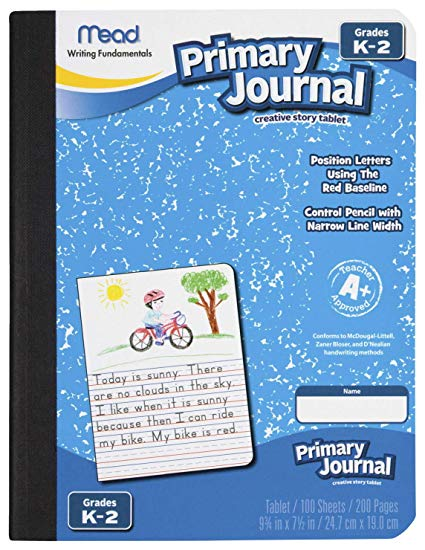 Mead
Writing Fundamentals
Grades
K-2
Primary
Journal
creative story tablet
Position Letters
Using The
Red Baseline
Control Pencil with
Narrow Line Width
Teacher
A+
Approved
Conforms to McDougal-Littell,
Zaner Bloser, and D'Nealian
handwriting methods
Today is sunny. There
are no clouds in the sky.
I like when it is sunny
because then I can ride
my bike. My bike is red.
Name
Primary
Journal
creative story tablet
Grades
K-2
Tablet / 100 Sheets / 200 Pages
9¾ in x 7½ in / 24.7 cm x 19.0 cm